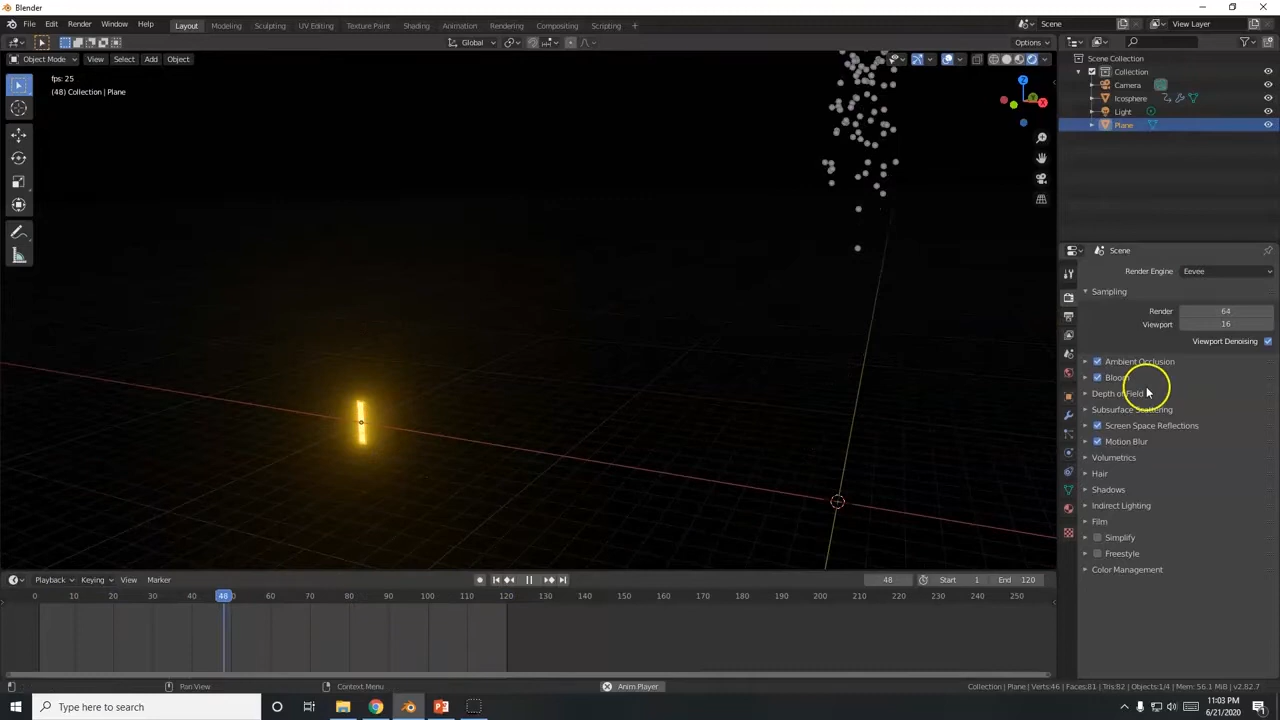 Blender
File Edit Render Window Help
Layout Modeling Sculpting UV Editing Texture Paint Shading Animation Rendering Compositing Scripting +
Scene View Layer
Global Options
Object Mode View Select Add Object
fps: 25
(48) Collection | Plane
Z
X
Scene Collection
Collection
Camera
Icosphere
Light
Plane
Scene
Render Engine Eevee
Sampling
Render 64
Viewport 16
Viewport Denoising
Ambient Occlusion
Bloom
Depth of Field
Subsurface Scattering
Screen Space Reflections
Motion Blur
Volumetrics
Hair
Shadows
Indirect Lighting
Film
Simplify
Freestyle
Color Management
Playback Keying View Marker 48 Start 1 End 120
0 10 20 30 40 48 60 70 80 90 100 110 120 130 140 150 160 170 180 190 200 210 220 230 240 250
Pan View Context Menu Anim Player Collection | Plane | Verts:46 | Faces:81 | Tris:82 | Objects:1/4 | Mem: 56.1 MiB | v2.82.7
Type here to search
11:03 PM
6/21/2020